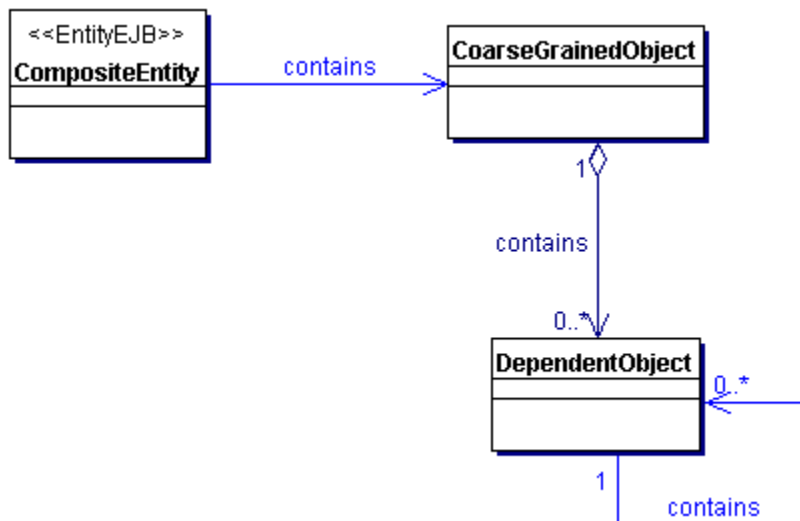 <<EntityEJB>>
CompositeEntity
contains
CoarseGrainedObject
1
contains
0..*
DependentObject
0..*
1
contains